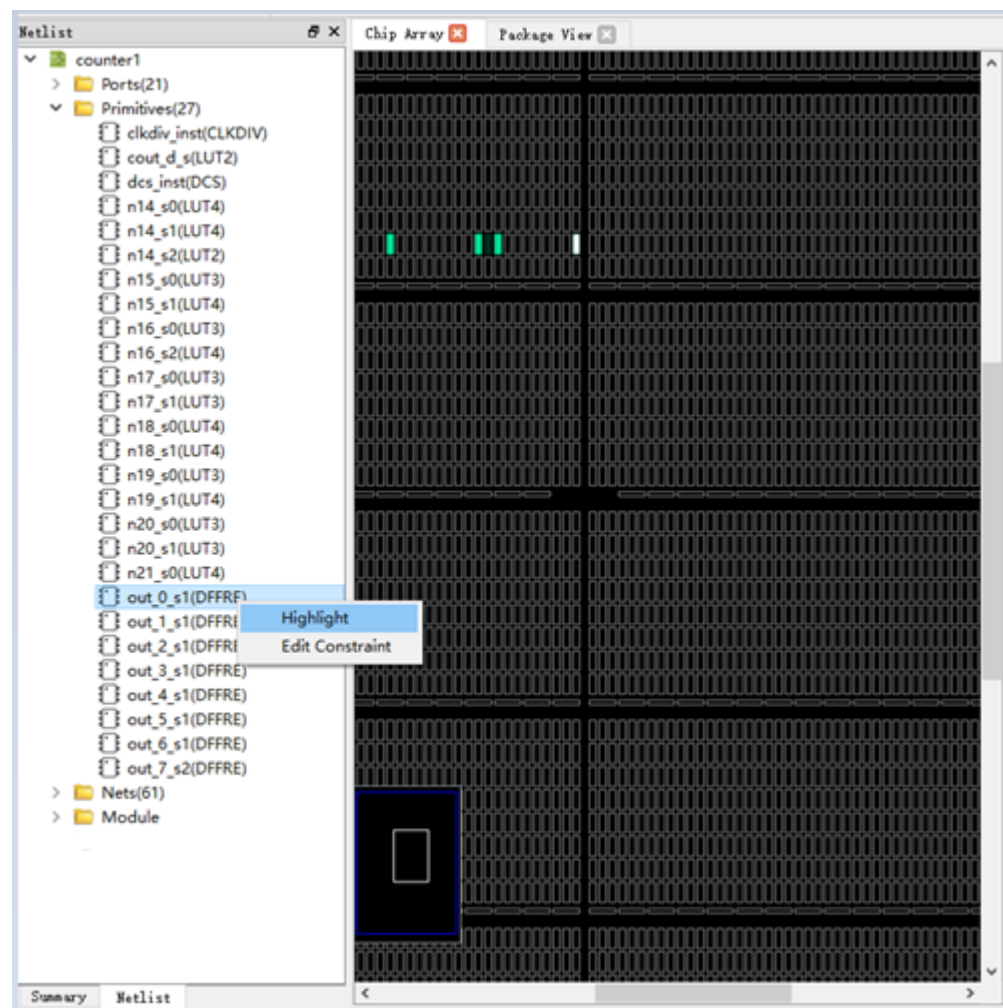 Netlist
Chip Array
Package View
counter1
Ports(21)
Primitives(27)
clkdiv_inst(CLKDIV)
cout_d_s(LUT2)
dcs_inst(DCS)
n14_s0(LUT4)
n14_s1(LUT4)
n14_s2(LUT2)
n15_s0(LUT3)
n15_s1(LUT4)
n16_s0(LUT3)
n16_s2(LUT4)
n17_s0(LUT3)
n17_s1(LUT3)
n18_s0(LUT4)
n18_s1(LUT4)
n19_s0(LUT3)
n19_s1(LUT4)
n20_s0(LUT3)
n20_s1(LUT3)
n21_s0(LUT4)
out_0_s1(DFFRE)
Highlight
out_1_s1(DFFRE
out_2_s1(DFFRE
Edit Constraint
out_3_s1(DFFRE)
out_4_s1(DFFRE)
out_5_s1(DFFRE)
out_6_s1(DFFRE)
out_7_s2(DFFRE)
Nets(61)
Module
Summary
Netlist